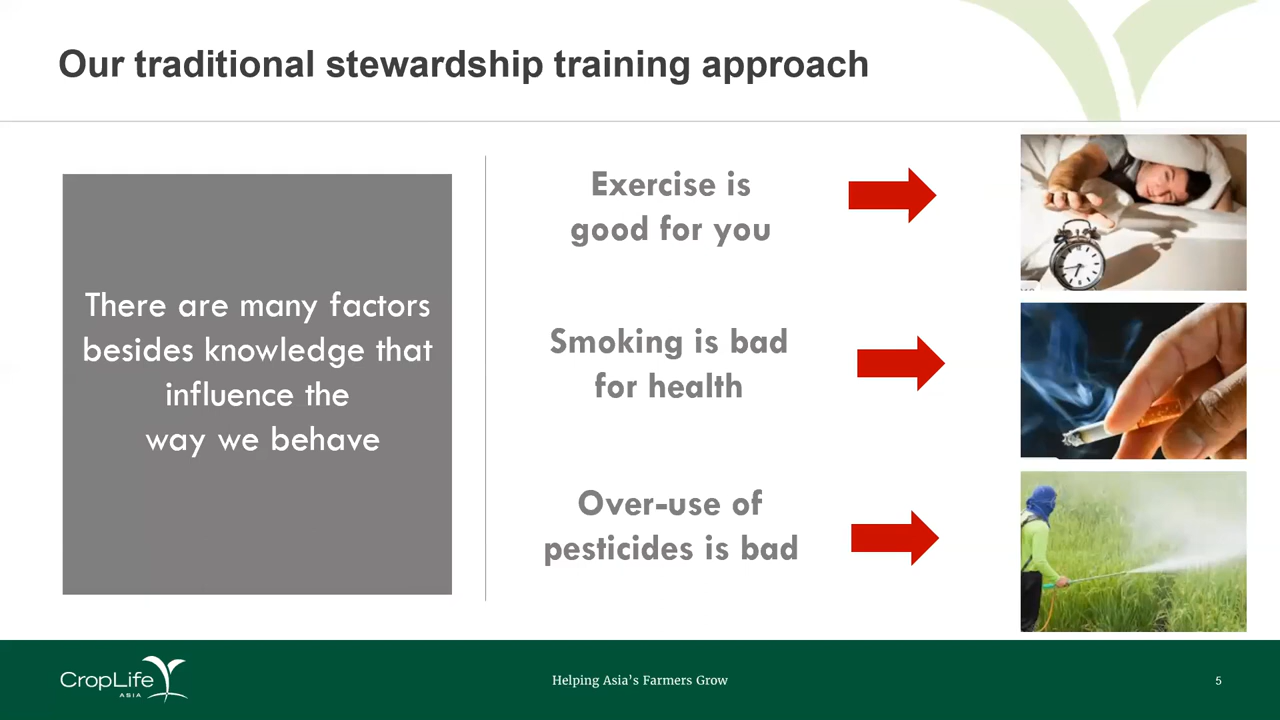 Our traditional stewardship training approach
There are many factors
besides knowledge that
influence the
way we behave
Exercise is
good for you
Smoking is bad
for health
Over-use of
pesticides is bad
CropLife
ASIA
Helping Asia's Farmers Grow
5